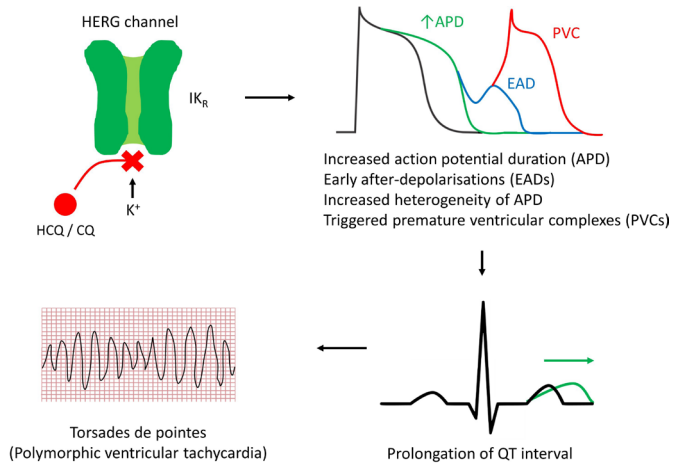 HERG channel
IKR
K+
HCQ / CQ
↑APD
PVC
EAD
Increased action potential duration (APD)
Early after-depolarisations (EADs)
Increased heterogeneity of APD
Triggered premature ventricular complexes (PVCs)
Torsades de pointes
(Polymorphic ventricular tachycardia)
Prolongation of QT interval